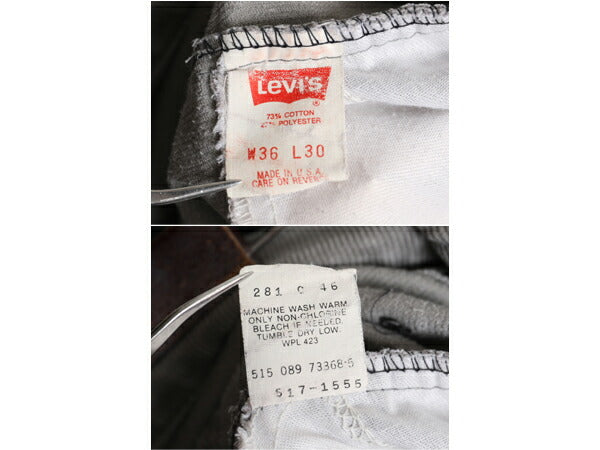 Levi's
®
73% COTTON
27% POLYESTER
W36 L30
MADE IN U.S.A.
CARE ON REVERSE
281 C 46
MACHINE WASH WARM
ONLY NON-CHLORINE
BLEACH IF NEEDED.
TUMBLE DRY LOW.
WPL 423
515 089 73368-5
517-1555